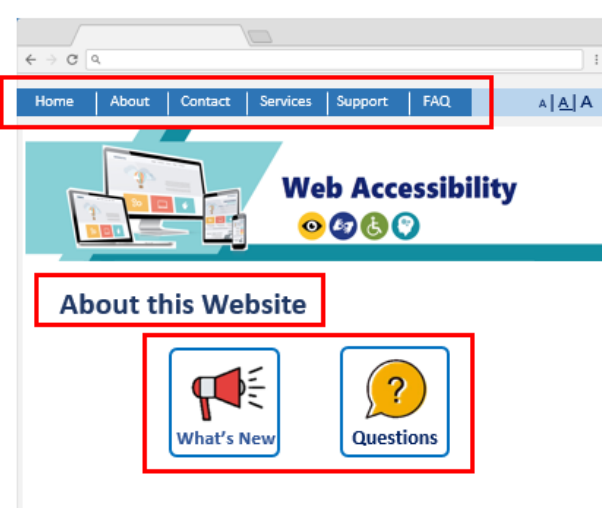 Home About Contact Services Support FAQ A A A
Web Accessibility
About this Website
?
What's New Questions